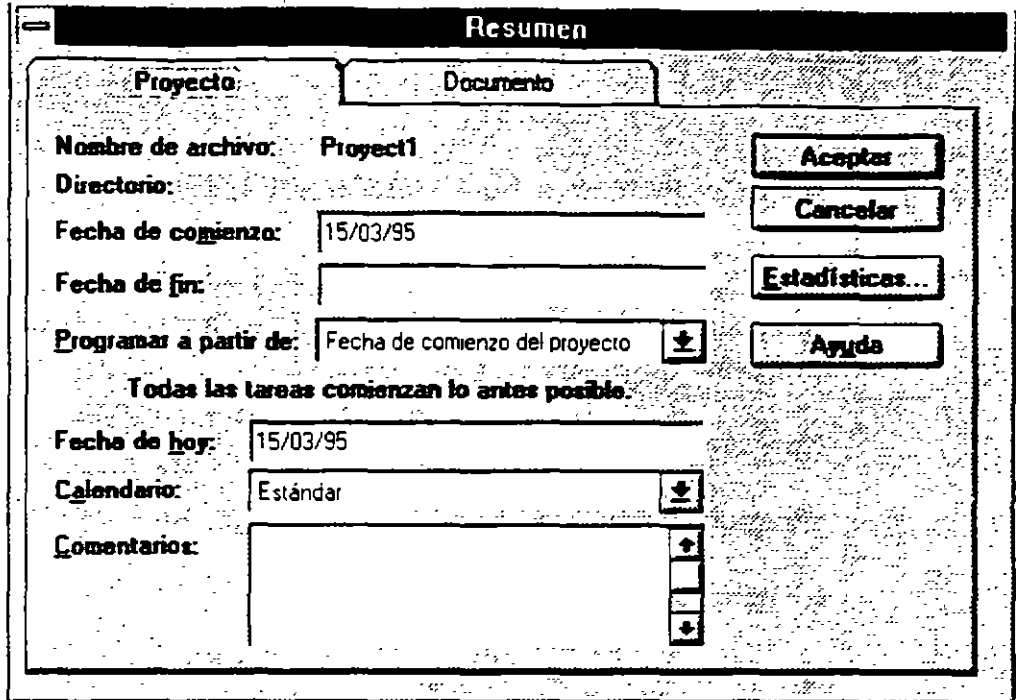 Resumen
Proyecto
Documento
Nombre de archivo: Proyect1
Directorio:
Fecha de comienzo: 15/03/95
Fecha de fin:
Programar a partir de: Fecha de comienzo del proyecto
Todas las tareas comienzan lo antes posible.
Fecha de hoy: 15/03/95
Calendario: Estándar
Comentarios:
Aceptar
Cancelar
Estadísticas...
Ayuda